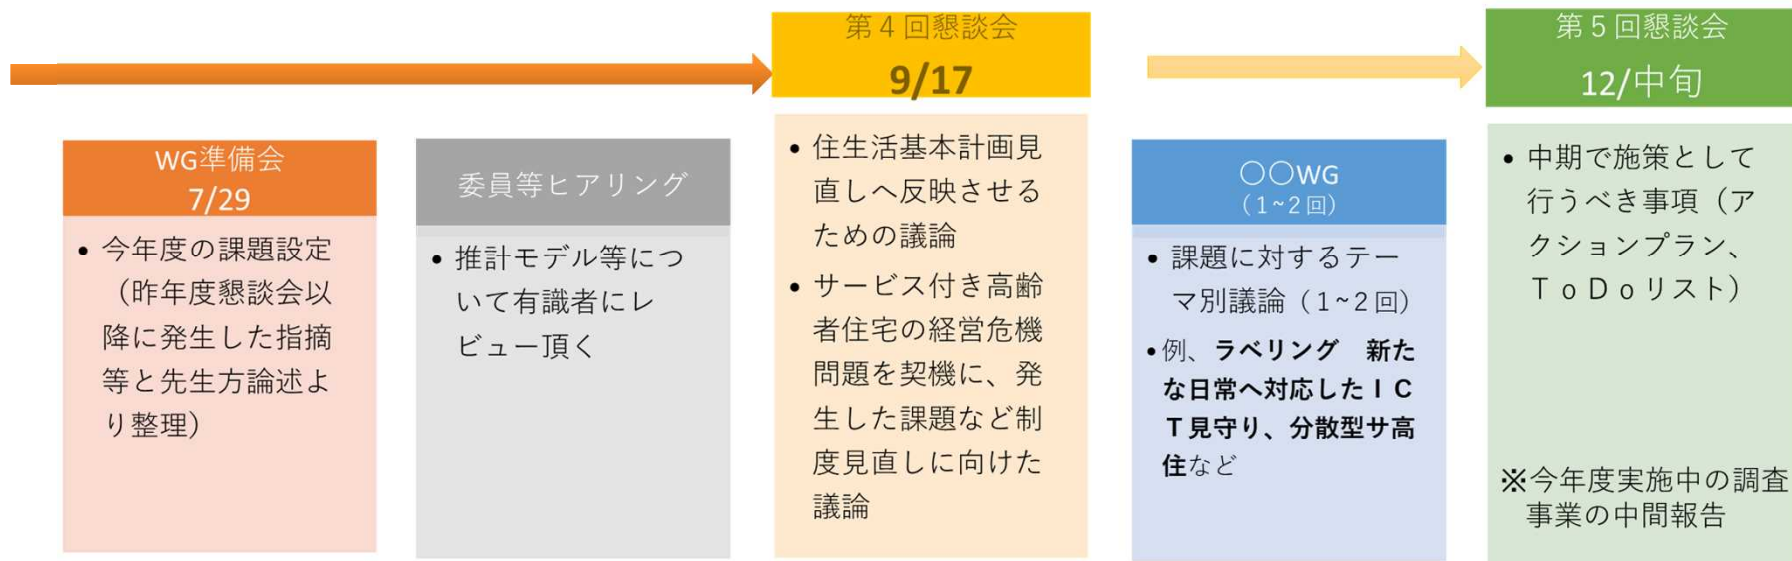 WG準備会
7/29
• 今年度の課題設定
（昨年度懇談会以
降に発生した指摘
等と先生方論述よ
り整理）
委員等ヒアリング
• 推計モデル等につ
いて有識者にレ
ビュー頂く
第４回懇談会
9/17
• 住生活基本計画見
直しへ反映させる
ための議論
• サービス付き高齢
者住宅の経営危機
問題を契機に、発
生した課題など制
度見直しに向けた
議論
〇〇WG
（1~2回）
• 課題に対するテー
マ別議論（1~2回）
• 例、ラベリング　新た
な日常へ対応したＩＣ
Ｔ見守り、分散型サ高
住など
第５回懇談会
12/中旬
• 中期で施策として
行うべき事項（ア
クションプラン、
ＴｏＤｏリスト）
※今年度実施中の調査
事業の中間報告